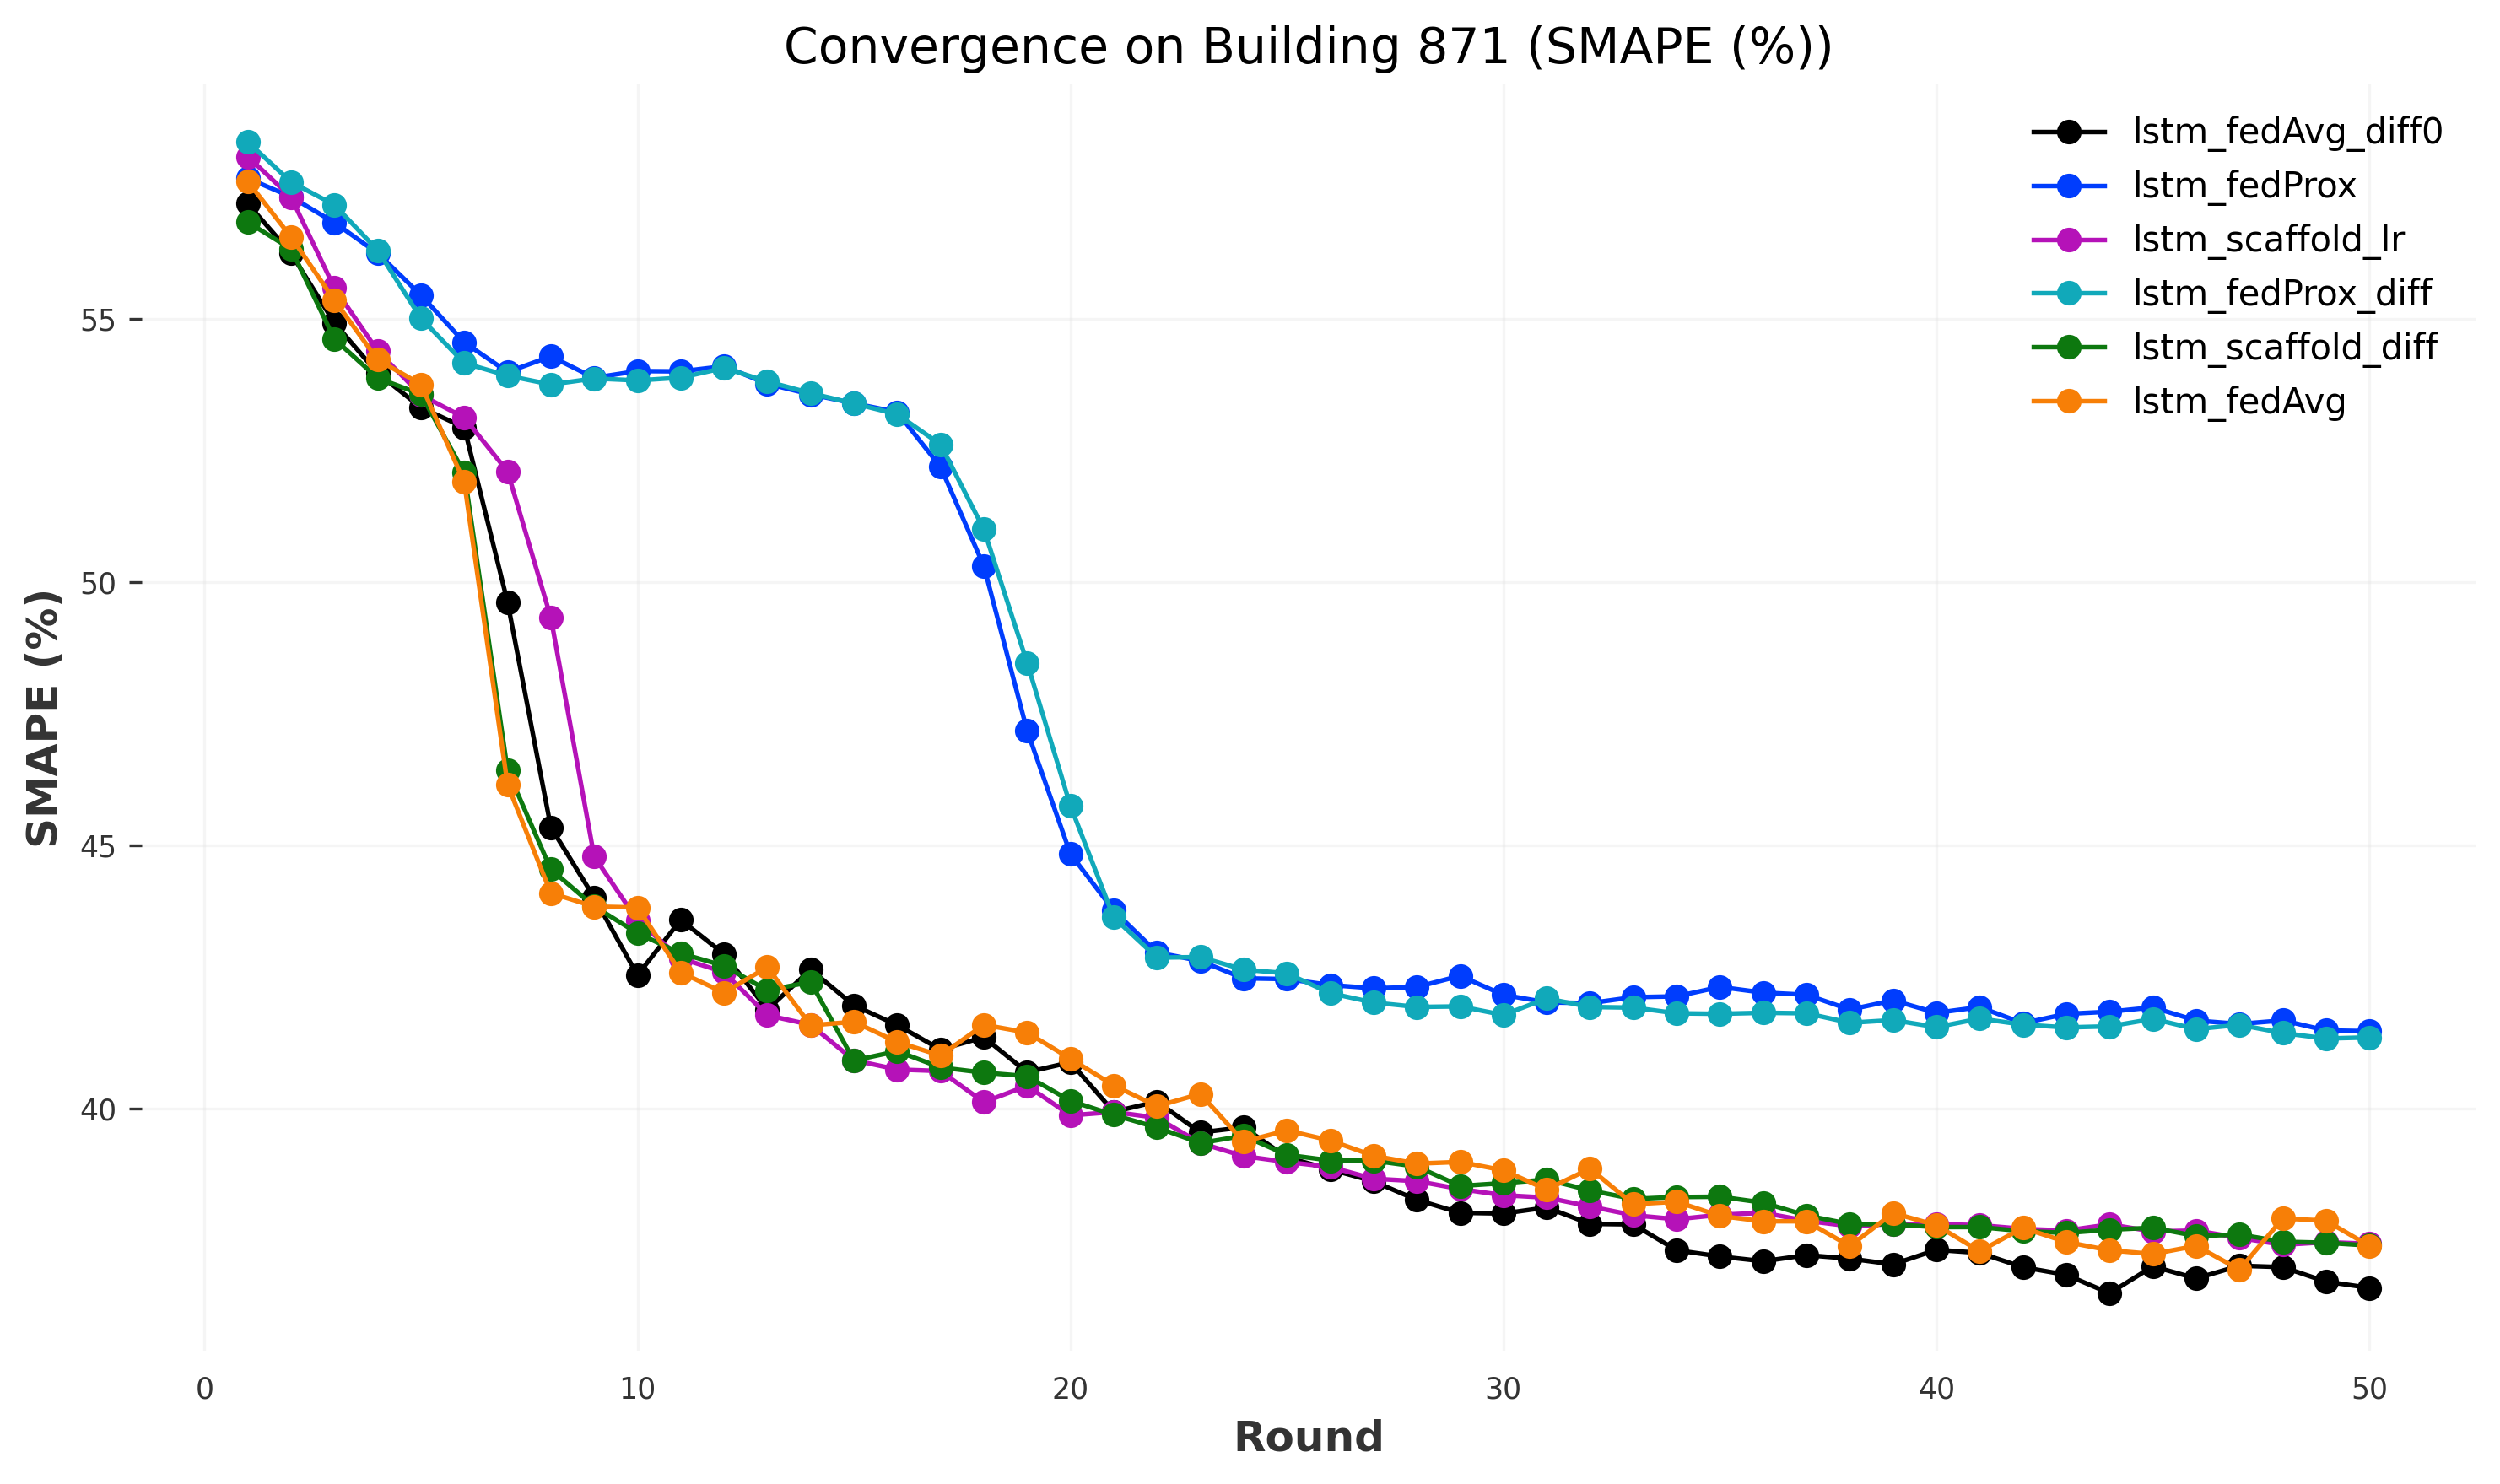 Convergence on Building 871 (SMAPE (%))
lstm_fedAvg_diff0
lstm_fedProx
lstm_scaffold_lr
lstm_fedProx_diff
lstm_scaffold_diff
lstm_fedAvg
SMAPE (%)
55
50
45
40
0
10
20
30
40
50
Round